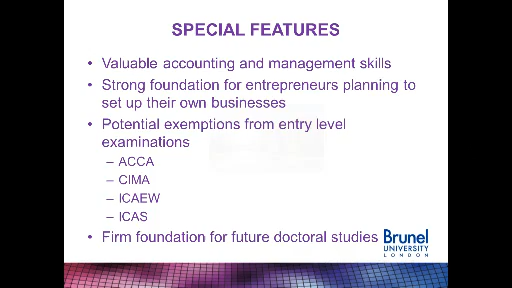 SPECIAL FEATURES
• Valuable accounting and management skills
• Strong foundation for entrepreneurs planning to
set up their own businesses
• Potential exemptions from entry level
examinations
– ACCA
– CIMA
– ICAEW
– ICAS
• Firm foundation for future doctoral studies
Brunel
UNIVERSITY
LONDON